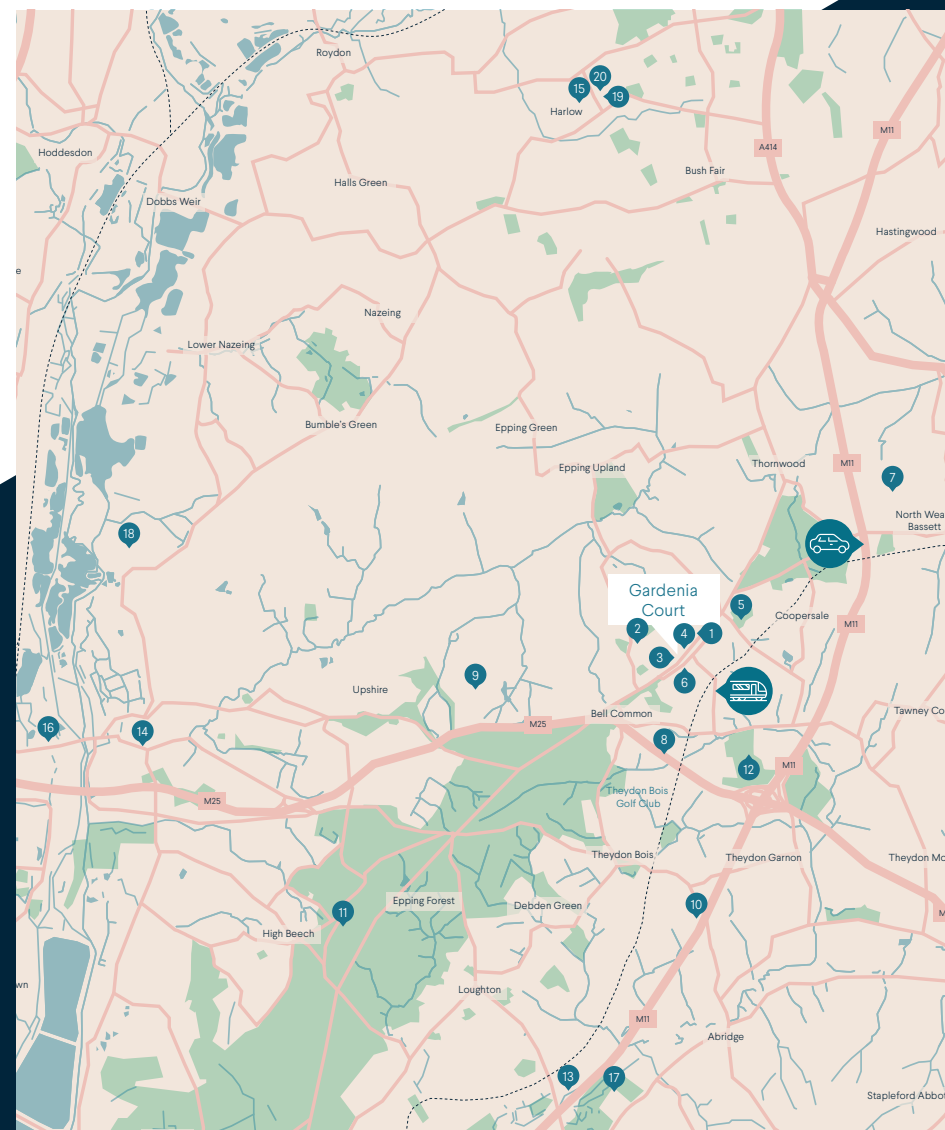 Roydon
20
15
19
Harlow
M11
A414
Hoddesdon
Bush Fair
Halls Green
Dobbs Weir
Hastingwood
e
Nazeing
Lower Nazeing
Bumble's Green
Epping Green
Epping Upland
Thornwood
M11
7
North Wea
Bassett
18
Gardenia
Court
5
Coopersale
M11
2
4
1
3
6
9
Upshire
Bell Common
Tawney Co
M25
16
14
8
12
M11
Theydon Bois
Golf Club
M25
Theydon Bois
Theydon Garnon
Theydon Mo
Epping Forest
Debden Green
10
11
M
High Beech
wn
Loughton
M11
Abridge
13
17
Stapleford Abbot